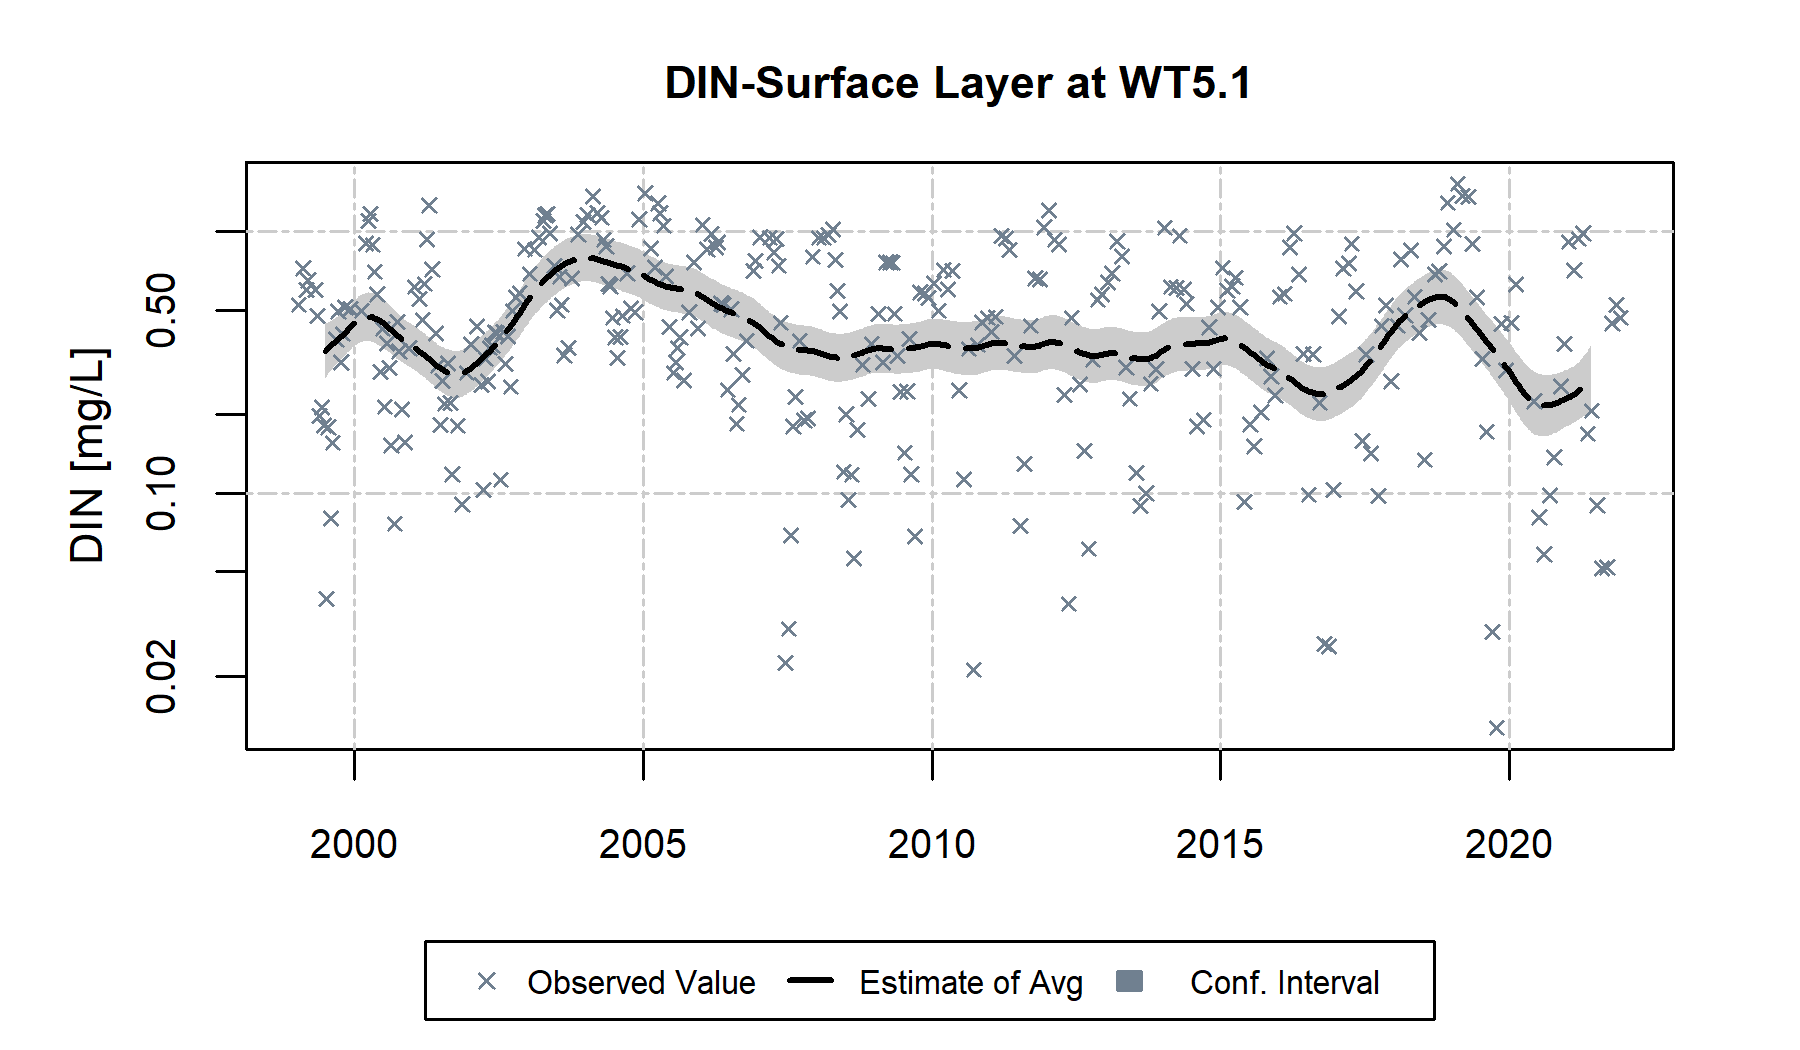 DIN-Surface Layer at WT5.1
DIN [mg/L]
0.50
0.10
0.02
2000 2005 2010 2015 2020
Observed Value Estimate of Avg Conf. Interval